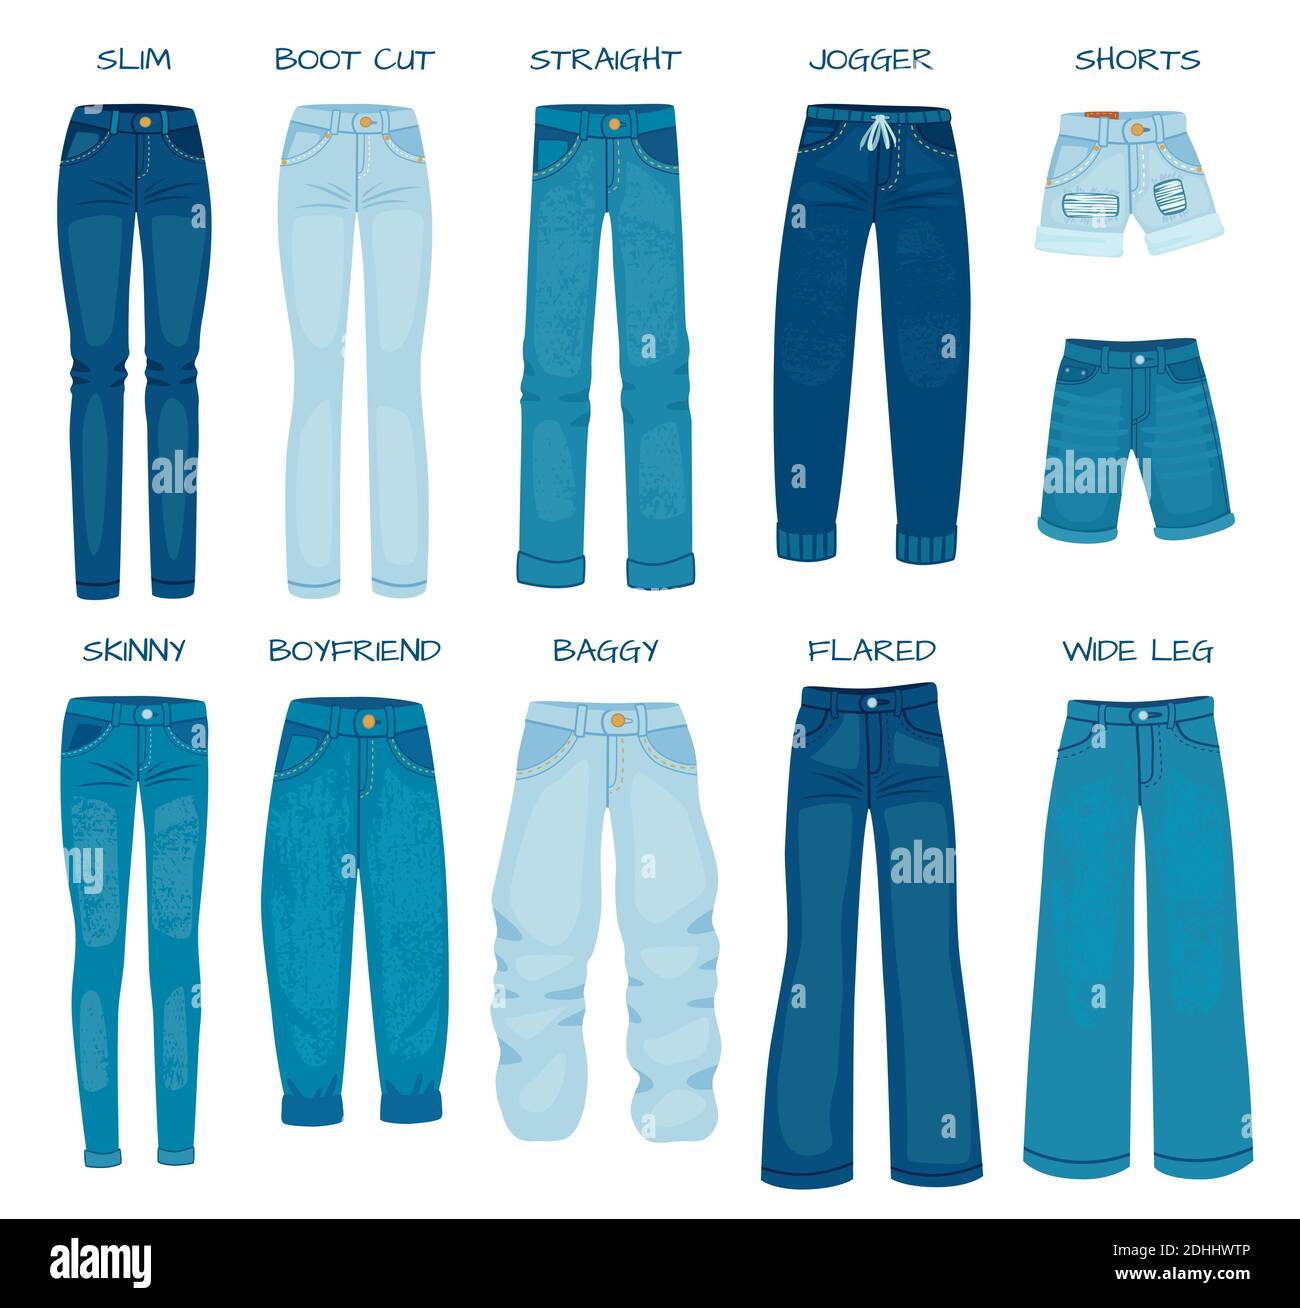 SLIM BOOT CUT STRAIGHT JOGGER SHORTS
SKINNY BOYFRIEND BAGGY FLARED WIDE LEG
alamy
Image ID: 2DHHWTP
www.alamy.com